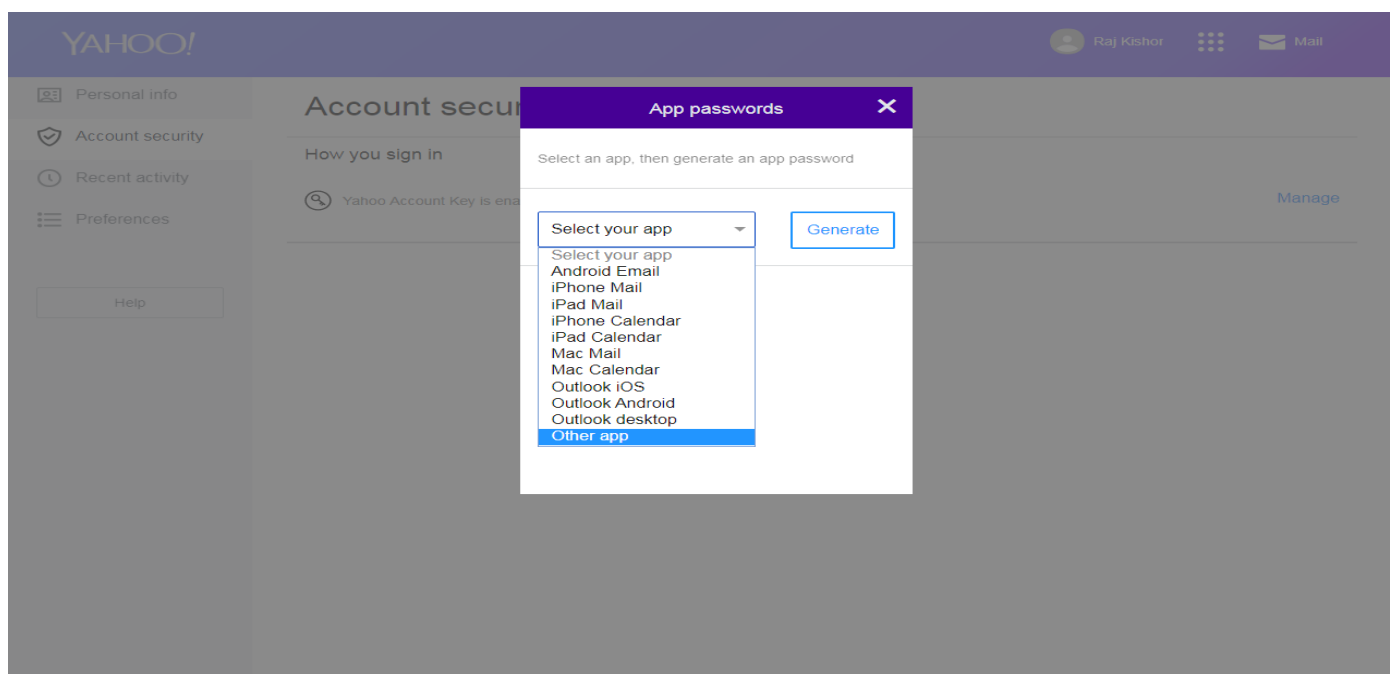 YAHOO!
Raj Kishor
Mail
Personal info
Account security
Recent activity
Preferences
Help
Account secur
How you sign in
Yahoo Account Key is ena
Manage
App passwords
Select an app, then generate an app password
Select your app
Generate
Select your app
Android Email
iPhone Mail
iPad Mail
iPhone Calendar
iPad Calendar
Mac Mail
Mac Calendar
Outlook iOS
Outlook Android
Outlook desktop
Other app